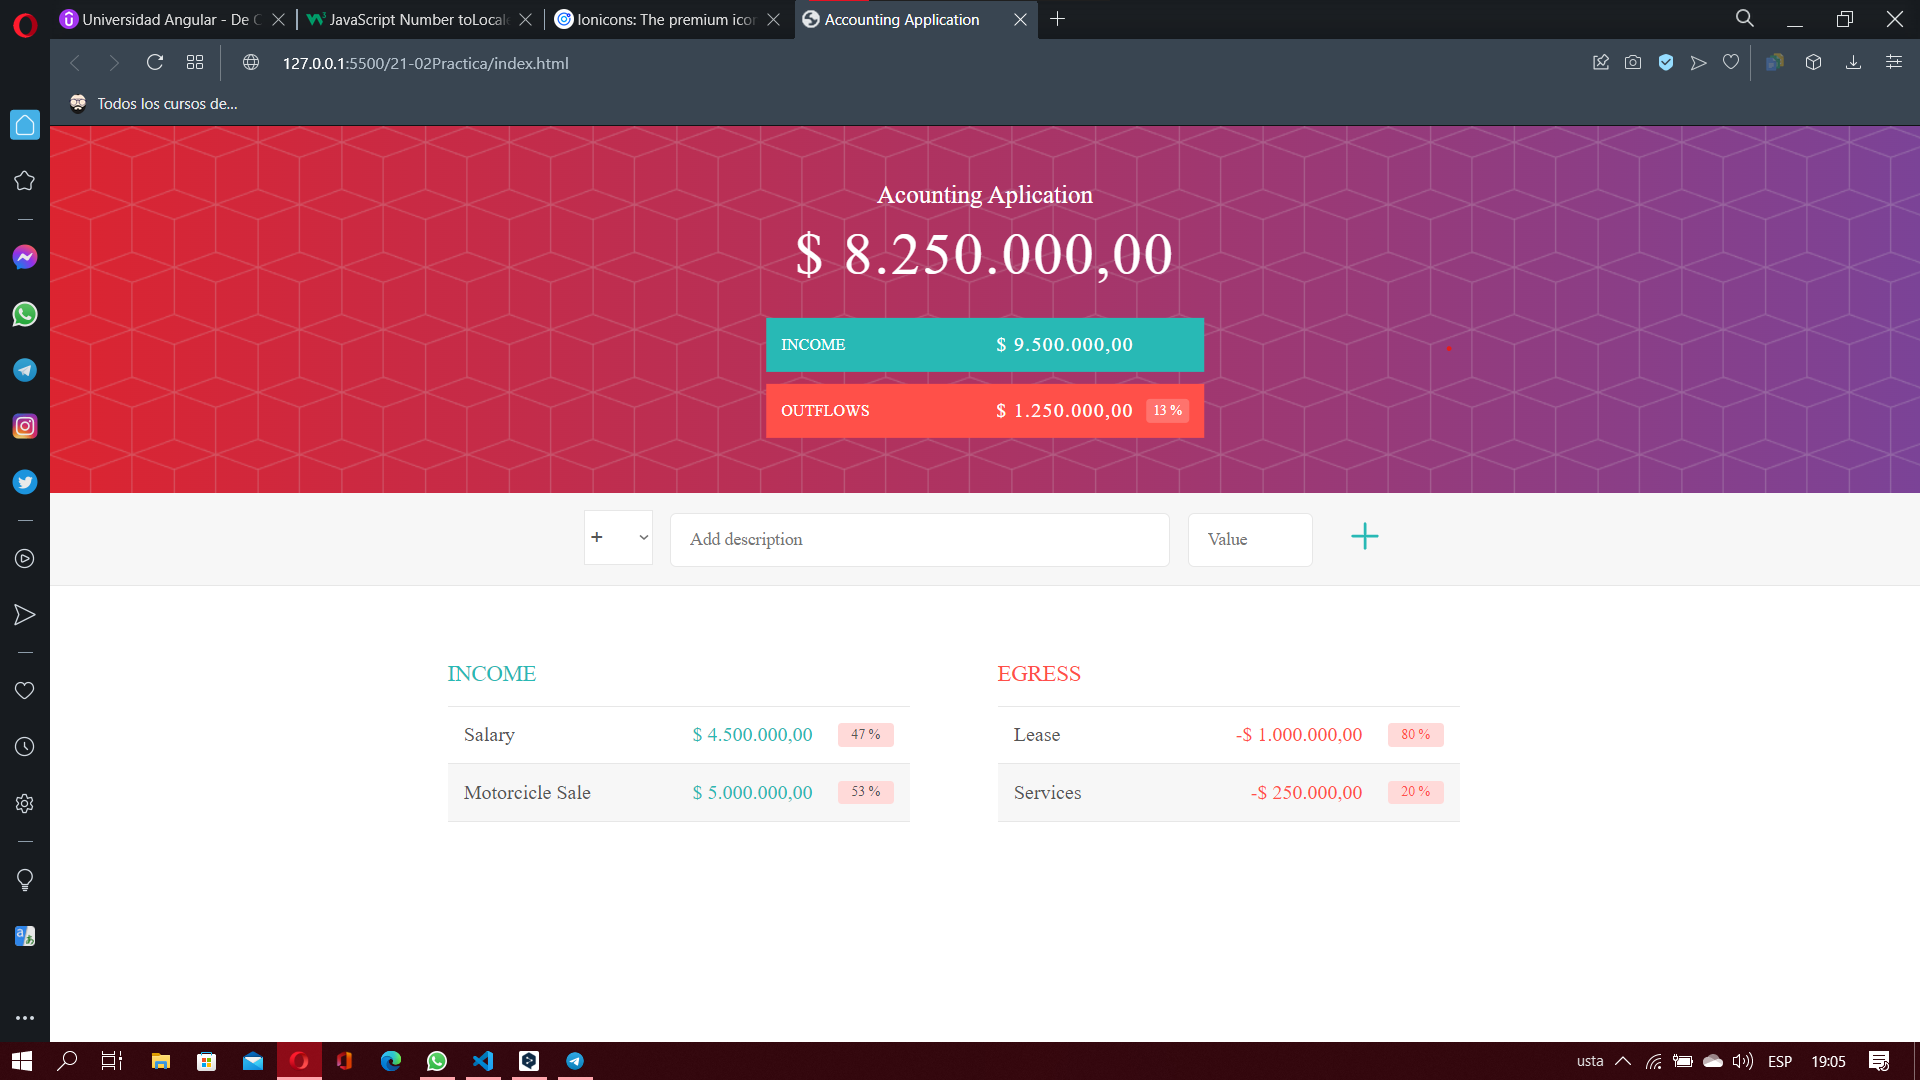 Universidad Angular - De C
JavaScript Number toLocale
Ionicons: The premium icon
Accounting Application
127.0.0.1:5500/21-02Practica/index.html
Todos los cursos de...
Acounting Aplication
$ 8.250.000,00
INCOME $ 9.500.000,00
OUTFLOWS $ 1.250.000,00 13 %
+ Add description Value
INCOME
Salary $ 4.500.000,00 47 %
Motorcicle Sale $ 5.000.000,00 53 %
EGRESS
Lease -$ 1.000.000,00 80 %
Services -$ 250.000,00 20 %
usta ESP 19:05